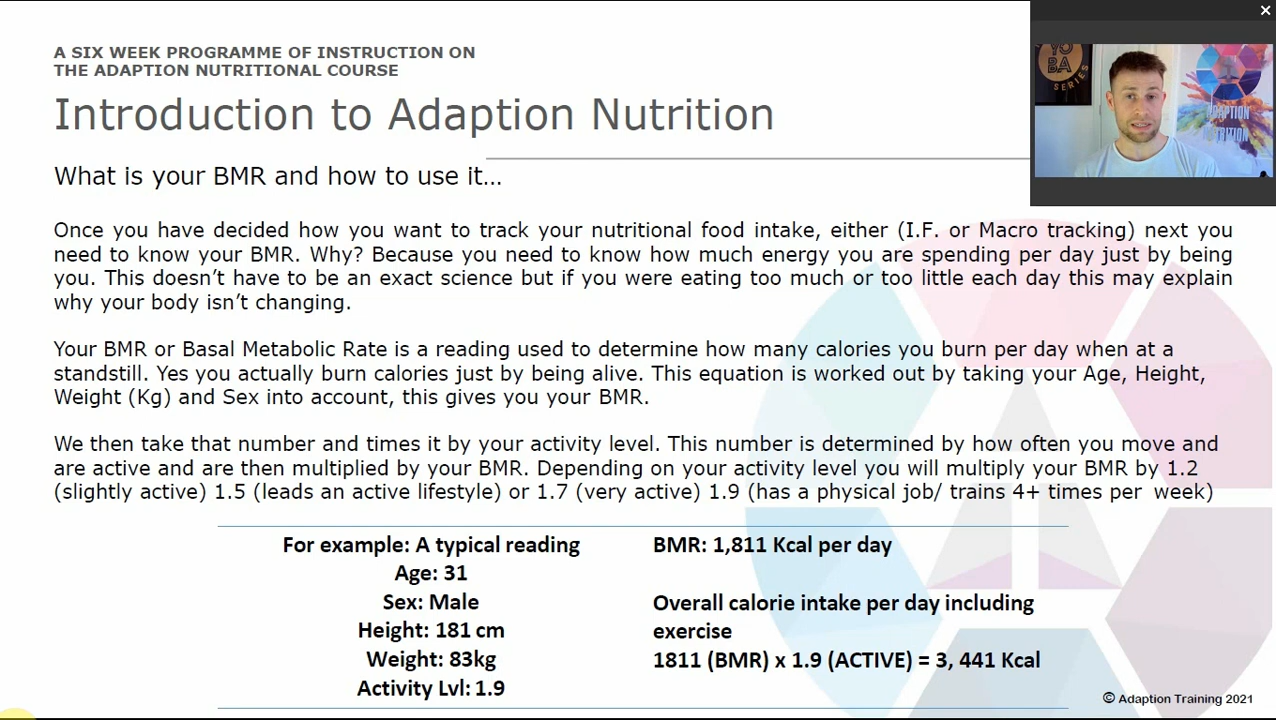 A SIX WEEK PROGRAMME OF INSTRUCTION ON
THE ADAPTION NUTRITIONAL COURSE
Introduction to Adaption Nutrition
What is your BMR and how to use it...
YO
BA
SERIES
ADAPTION
NUTRITION
Once you have decided how you want to track your nutritional food intake, either (I.F. or Macro tracking) next you
need to know your BMR. Why? Because you need to know how much energy you are spending per day just by being
you. This doesn't have to be an exact science but if you were eating too much or too little each day this may explain
why your body isn't changing.
Your BMR or Basal Metabolic Rate is a reading used to determine how many calories you burn per day when at a
standstill. Yes you actually burn calories just by being alive. This equation is worked out by taking your Age, Height,
Weight (Kg) and Sex into account, this gives you your BMR.
We then take that number and times it by your activity level. This number is determined by how often you move and
are active and are then multiplied by your BMR. Depending on your activity level you will multiply your BMR by 1.2
(slightly active) 1.5 (leads an active lifestyle) or 1.7 (very active) 1.9 (has a physical job/ trains 4+ times per week)
For example: A typical reading
Age: 31
Sex: Male
Height: 181 cm
Weight: 83kg
Activity Lvl: 1.9
BMR: 1,811 Kcal per day
Overall calorie intake per day including
exercise
1811 (BMR) x 1.9 (ACTIVE) = 3, 441 Kcal
© Adaption Training 2021